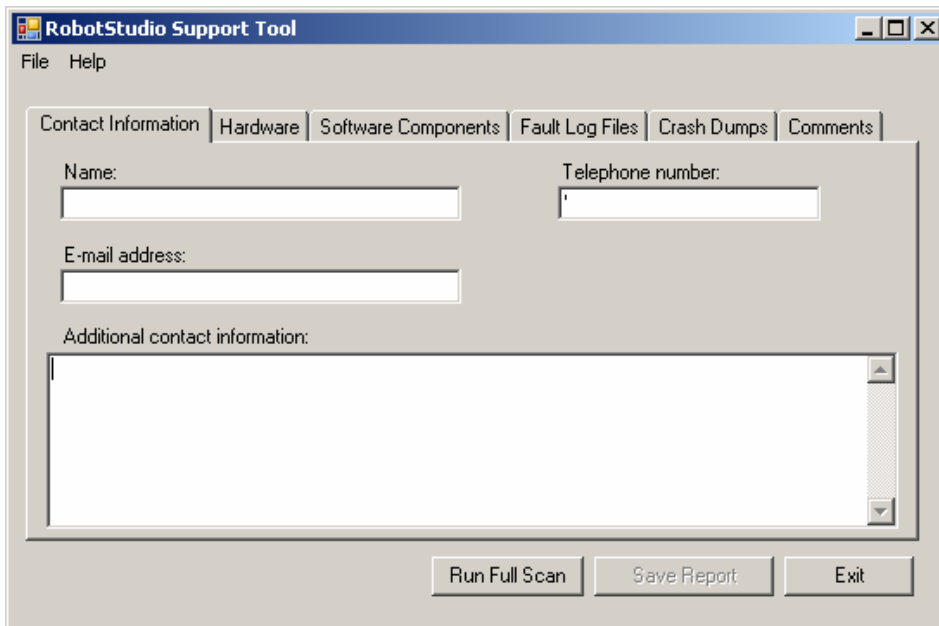 RobotStudio Support Tool
File Help
Contact Information Hardware Software Components Fault Log Files Crash Dumps Comments
Name: Telephone number:
'
E-mail address:
Additional contact information:
Run Full Scan Save Report Exit